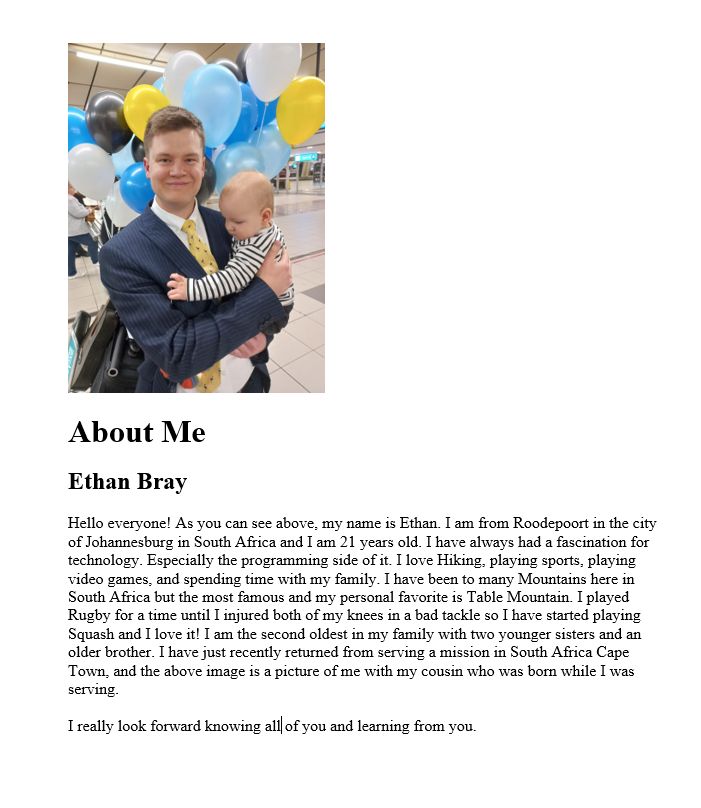 About Me
Ethan Bray
Hello everyone! As you can see above, my name is Ethan. I am from Roodepoort in the city
of Johannesburg in South Africa and I am 21 years old. I have always had a fascination for
technology. Especially the programming side of it. I love Hiking, playing sports, playing
video games, and spending time with my family. I have been to many Mountains here in
South Africa but the most famous and my personal favorite is Table Mountain. I played
Rugby for a time until I injured both of my knees in a bad tackle so I have started playing
Squash and I love it! I am the second oldest in my family with two younger sisters and an
older brother. I have just recently returned from serving a mission in South Africa Cape
Town, and the above image is a picture of me with my cousin who was born while I was
serving.
I really look forward knowing all of you and learning from you.